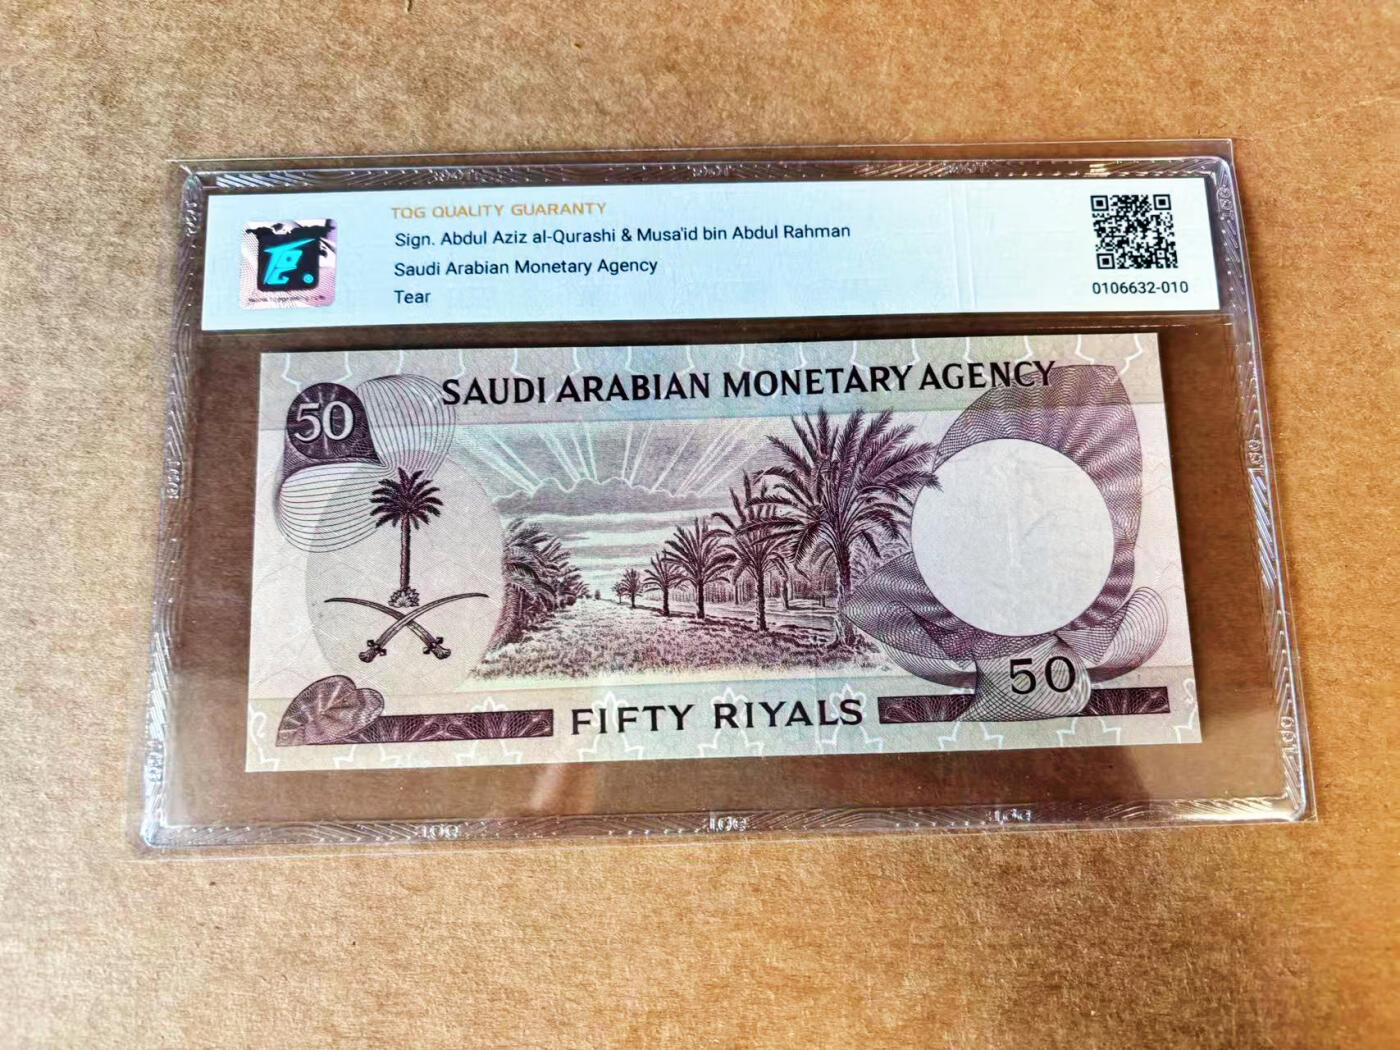 TQG QUALITY GUARANTY
Sign. Abdul Aziz al-Qurashi & Musa'id bin Abdul Rahman
Saudi Arabian Monetary Agency
Tear
0106632-010
SAUDI ARABIAN MONETARY AGENCY
50
50
FIFTY RIYALS